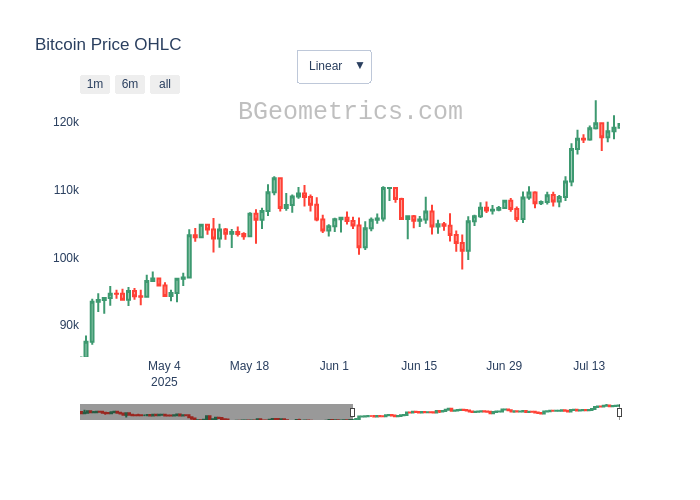 Bitcoin Price OHLC
Linear ▼
1m 6m all
BGeometrics.com
120k
110k
100k
90k
May 4 May 18 Jun 1 Jun 15 Jun 29 Jul 13
2025